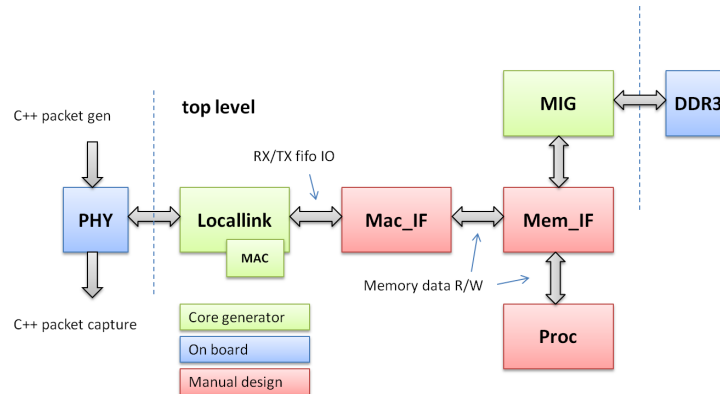 top level
MIG
DDR3
C++ packet gen
RX/TX fifo IO
PHY
Locallink
Mac_IF
Mem_IF
MAC
Memory data R/W
C++ packet capture
Core generator
Proc
On board
Manual design